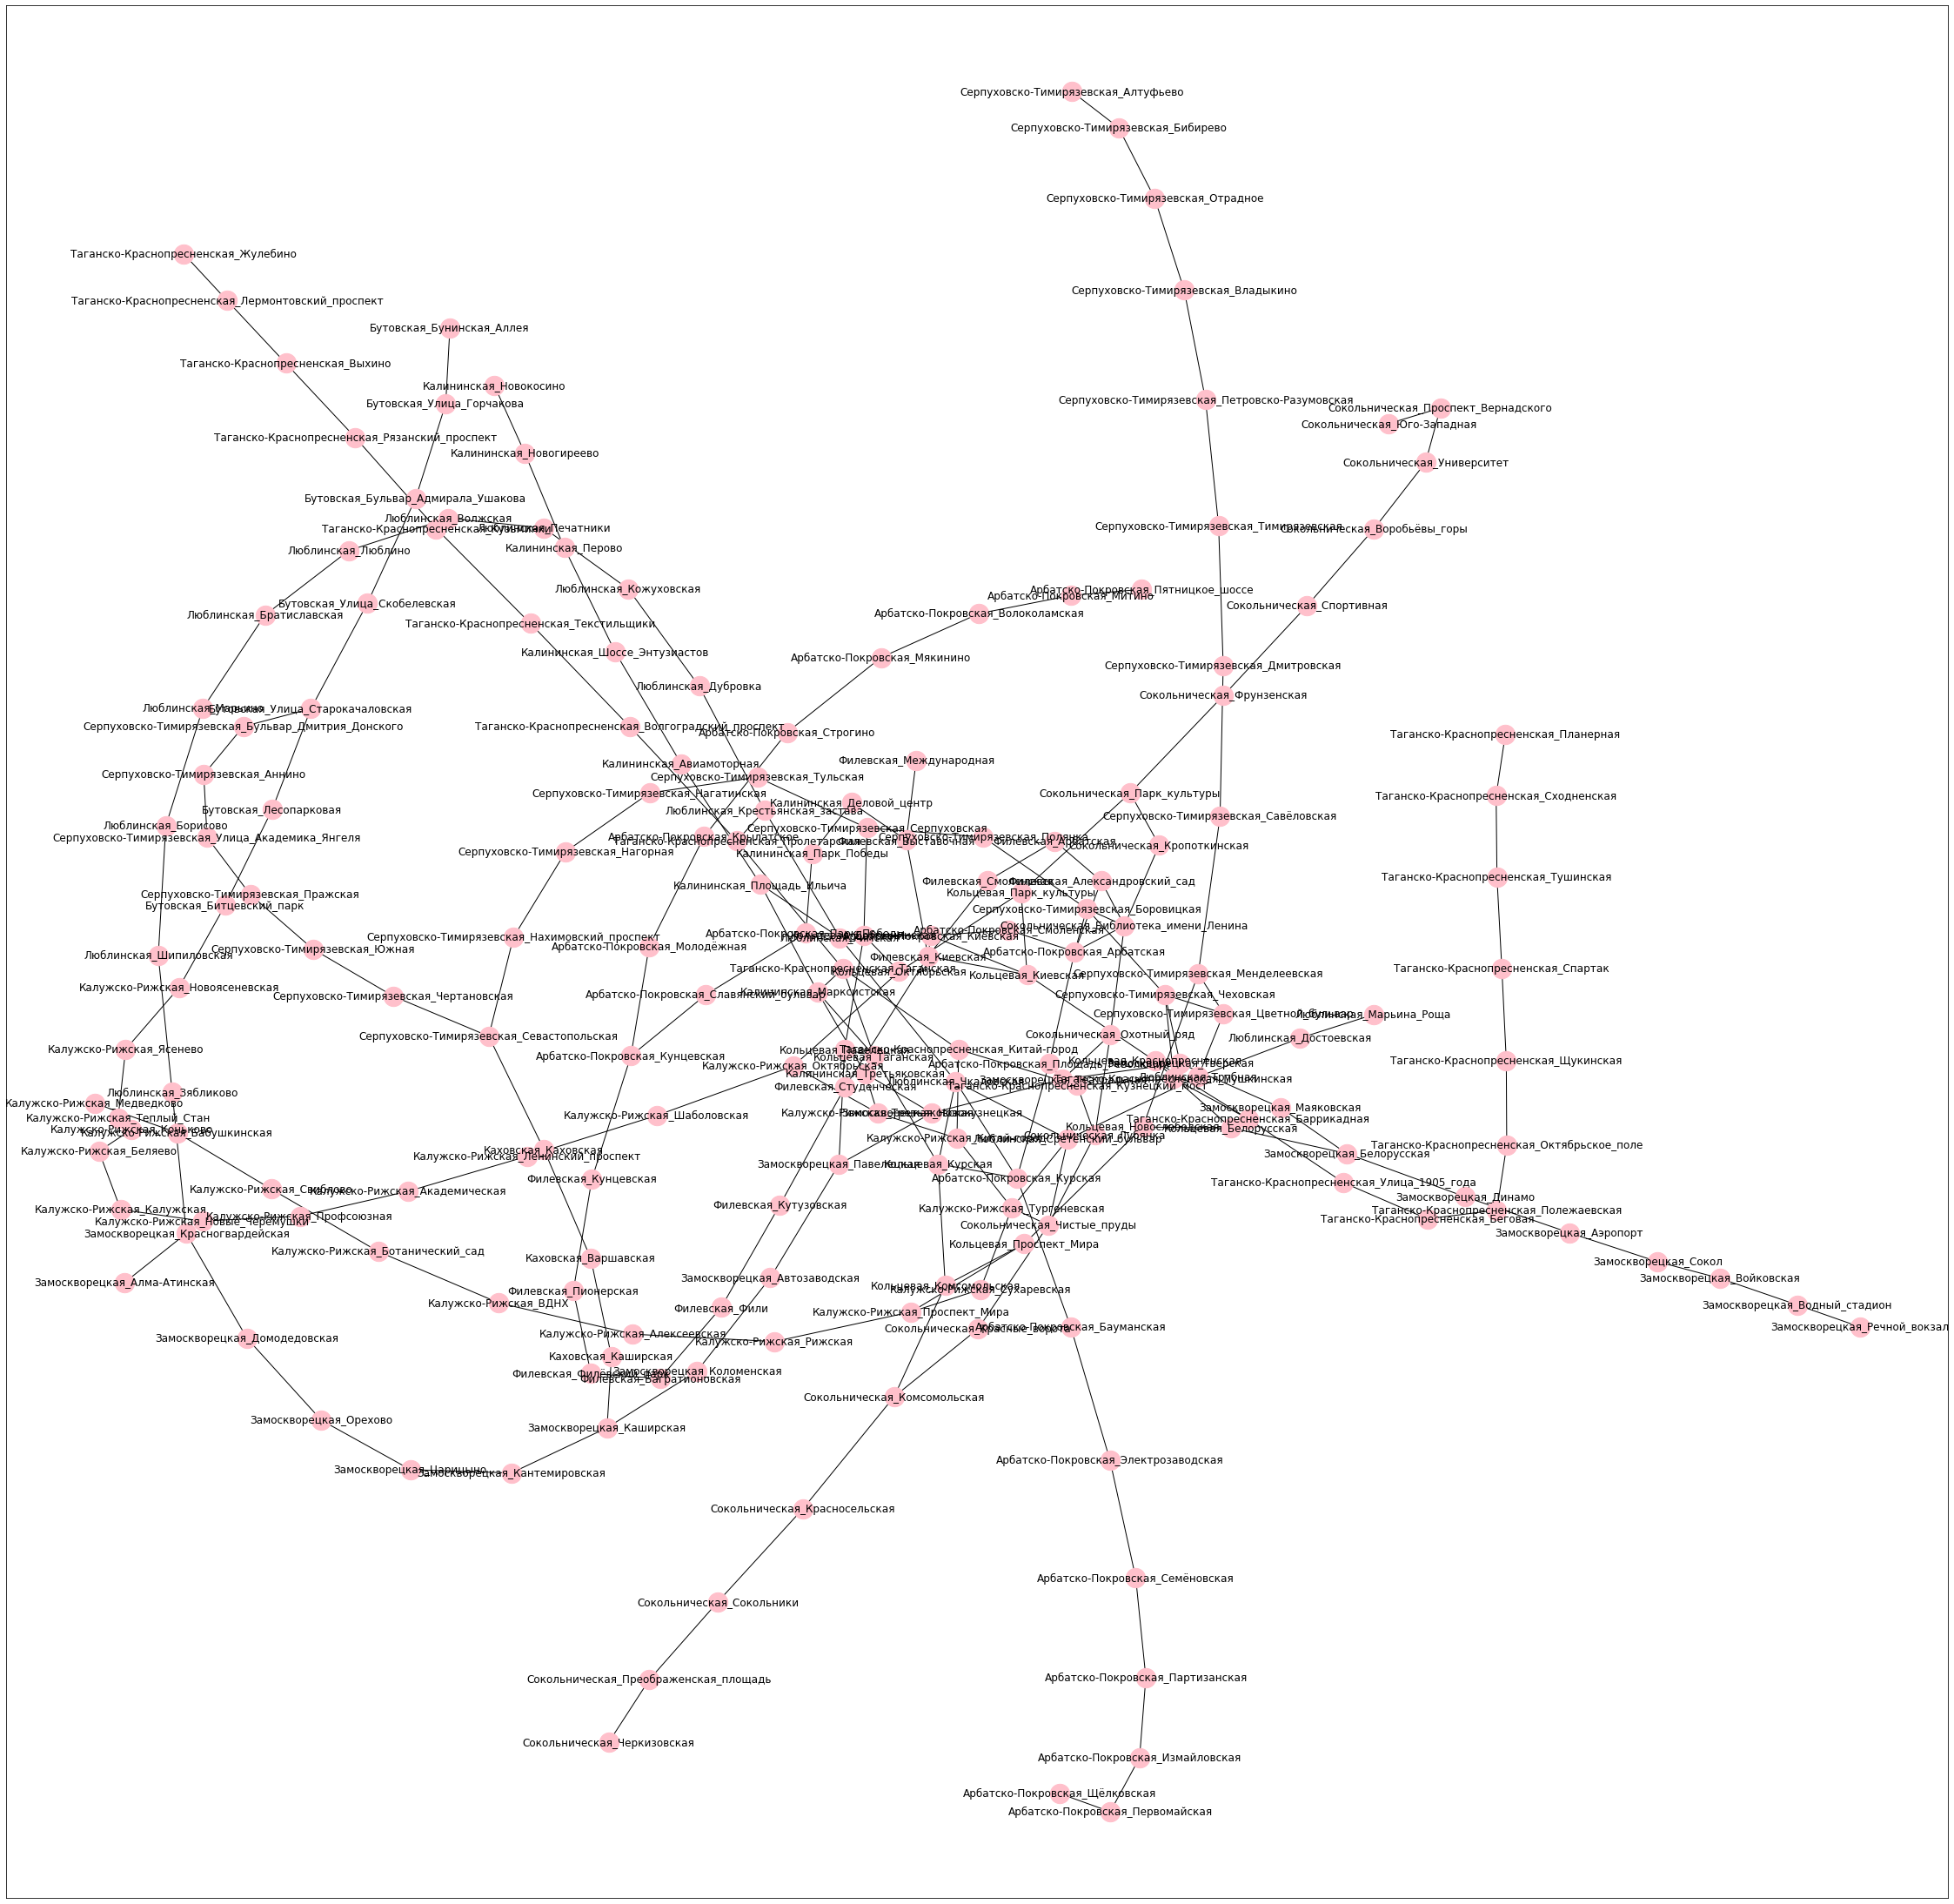 Серпуховско-Тимирязевская_Алтуфьево
Серпуховско-Тимирязевская_Бибирево
Серпуховско-Тимирязевская_Отрадное
Таганско-Краснопресненская_Жулебино
Серпуховско-Тимирязевская_Владыкино
Таганско-Краснопресненская_Лермонтовский_проспект
Бутовская_Бунинская_Аллея
Таганско-Краснопресненская_Выхино
Калининская_Новокосино
Серпуховско-Тимирязевская_Петровско-Разумовская
Бутовская_Улица_Горчакова
Сокольническая_Проспект_Вернадского
Сокольническая_Юго-Западная
Таганско-Краснопресненская_Рязанский_проспект
Калининская_Новогиреево
Сокольническая_Университет
Бутовская_Бульвар_Адмирала_Ушакова
Люблинская_Волжская
Таганско-Краснопресненская_Кузьминки
Люблинская_Печатники
Серпуховско-Тимирязевская_Тимирязевская
Сокольническая_Воробьёвы_горы
Люблинская_Люблино
Калининская_Перово
Люблинская_Кожуховская
Арбатско-Покровская_Пятницкое_шоссе
Арбатско-Покровская_Митино
Бутовская_Улица_Скобелевская
Сокольническая_Спортивная
Люблинская_Братиславская
Арбатско-Покровская_Волоколамская
Таганско-Краснопресненская_Текстильщики
Калининская_Шоссе_Энтузиастов
Арбатско-Покровская_Мякинино
Серпуховско-Тимирязевская_Дмитровская
Люблинская_Дубровка
Сокольническая_Фрунзенская
Люблинская_Марьино
Бутовская_Улица_Старокачаловская
Серпуховско-Тимирязевская_Бульвар_Дмитрия_Донского
Таганско-Краснопресненская_Волгоградский_проспект
Арбатско-Покровская_Строгино
Таганско-Краснопресненская_Планерная
Калининская_Авиамоторная
Филевская_Международная
Серпуховско-Тимирязевская_Аннино
Серпуховско-Тимирязевская_Тульская
Серпуховско-Тимирязевская_Нагатинская
Сокольническая_Парк_культуры
Таганско-Краснопресненская_Сходненская
Калининская_Деловой_центр
Бутовская_Лесопарковая
Люблинская_Крестьянская_застава
Серпуховско-Тимирязевская_Савёловская
Люблинская_Борисово
Серпуховско-Тимирязевская_Серпуховская
Серпуховско-Тимирязевская_Улица_Академика_Янгеля
Арбатско-Покровская_Крылатское
Серпуховско-Тимирязевская_Полянка
Таганско-Краснопресненская_Пролетарская
Филевская_Выставочная
Филевская_Арбатская
Сокольническая_Кропоткинская
Серпуховско-Тимирязевская_Нагорная
Калининская_Парк_Победы
Таганско-Краснопресненская_Тушинская
Калининская_Площадь_Ильича
Филевская_Смоленская
Филевская_Александровский_сад
Серпуховско-Тимирязевская_Пражская
Кольцевая_Парк_культуры
Бутовская_Битцевский_парк
Серпуховско-Тимирязевская_Боровицкая
Сокольническая_Библиотека_имени_Ленина
Арбатско-Покровская_Смоленская
Арбатско-Покровская_Парк_Победы
Серпуховско-Тимирязевская_Нахимовский_проспект
Люблинская_Римская
Арбатско-Покровская_Киевская
Арбатско-Покровская_Молодёжная
Серпуховско-Тимирязевская_Южная
Арбатско-Покровская_Арбатская
Люблинская_Шипиловская
Филевская_Киевская
Таганско-Краснопресненская_Таганская
Таганско-Краснопресненская_Спартак
Кольцевая_Октябрьская
Серпуховско-Тимирязевская_Менделеевская
Кольцевая_Киевская
Калужско-Рижская_Новоясеневская
Калининская_Марксистская
Арбатско-Покровская_Славянский_бульвар
Серпуховско-Тимирязевская_Чертановская
Серпуховско-Тимирязевская_Чеховская
Серпуховско-Тимирязевская_Цветной_бульвар
Люблинская_Марьина_Роща
Серпуховско-Тимирязевская_Севастопольская
Сокольническая_Охотный_ряд
Люблинская_Достоевская
Калужско-Рижская_Ясенево
Кольцевая_Павелецкая
Таганско-Краснопресненская_Китай-город
Арбатско-Покровская_Кунцевская
Кольцевая_Таганская
Кольцевая_Краснопресненская
Таганско-Краснопресненская_Щукинская
Калужско-Рижская_Октябрьская
Арбатско-Покровская_Площадь_Революции
Замоскворецкая_Тверская
Калининская_Третьяковская
Люблинская_Трубная
Замоскворецкая_Театральная
Таганско-Краснопресненская_Пушкинская
Люблинская_Чкаловская
Филевская_Студенческая
Таганско-Краснопресненская_Кузнецкий_мост
Люблинская_Зябликово
Калужско-Рижская_Медведково
Замоскворецкая_Маяковская
Калужско-Рижская_Третьяковская
Замоскворецкая_Новокузнецкая
Калужско-Рижская_Шаболовская
Калужско-Рижская_Теплый_Стан
Таганско-Краснопресненская_Баррикадная
Кольцевая_Новослободская
Кольцевая_Белорусская
Калужско-Рижская_Коньково
Калужско-Рижская_Бабушкинская
Сокольническая_Лубянка
Калужско-Рижская_Китай-город
Люблинская_Сретенский_бульвар
Таганско-Краснопресненская_Октябрьское_поле
Калужско-Рижская_Беляево
Каховская_Каховская
Замоскворецкая_Белорусская
Калужско-Рижская_Ленинский_проспект
Замоскворецкая_Павелецкая
Кольцевая_Курская
Филевская_Кунцевская
Арбатско-Покровская_Курская
Таганско-Краснопресненская_Улица_1905_года
Калужско-Рижская_Свиблово
Калужско-Рижская_Академическая
Замоскворецкая_Динамо
Филевская_Кутузовская
Калужско-Рижская_Калужская
Калужско-Рижская_Тургеневская
Таганско-Краснопресненская_Полежаевская
Калужско-Рижская_Профсоюзная
Таганско-Краснопресненская_Беговая
Калужско-Рижская_Новые_Черемушки
Сокольническая_Чистые_пруды
Замоскворецкая_Красногвардейская
Замоскворецкая_Аэропорт
Кольцевая_Проспект_Мира
Калужско-Рижская_Ботанический_сад
Каховская_Варшавская
Замоскворецкая_Сокол
Замоскворецкая_Автозаводская
Замоскворецкая_Войковская
Замоскворецкая_Алма-Атинская
Кольцевая_Комсомольская
Филевская_Пионерская
Калужско-Рижская_Сухаревская
Калужско-Рижская_ВДНХ
Филевская_Фили
Замоскворецкая_Водный_стадион
Калужско-Рижская_Проспект_Мира
Замоскворецкая_Речной_вокзал
Сокольническая_Красные_ворота
Арбатско-Покровская_Бауманская
Калужско-Рижская_Алексеевская
Замоскворецкая_Домодедовская
Калужско-Рижская_Рижская
Каховская_Каширская
Замоскворецкая_Коломенская
Филевская_Филёвский_парк
Филевская_Багратионовская
Сокольническая_Комсомольская
Замоскворецкая_Орехово
Замоскворецкая_Каширская
Арбатско-Покровская_Электрозаводская
Замоскворецкая_Царицыно
Замоскворецкая_Кантемировская
Сокольническая_Красносельская
Арбатско-Покровская_Семёновская
Сокольническая_Сокольники
Арбатско-Покровская_Партизанская
Сокольническая_Преображенская_площадь
Сокольническая_Черкизовская
Арбатско-Покровская_Измайловская
Арбатско-Покровская_Щёлковская
Арбатско-Покровская_Первомайская